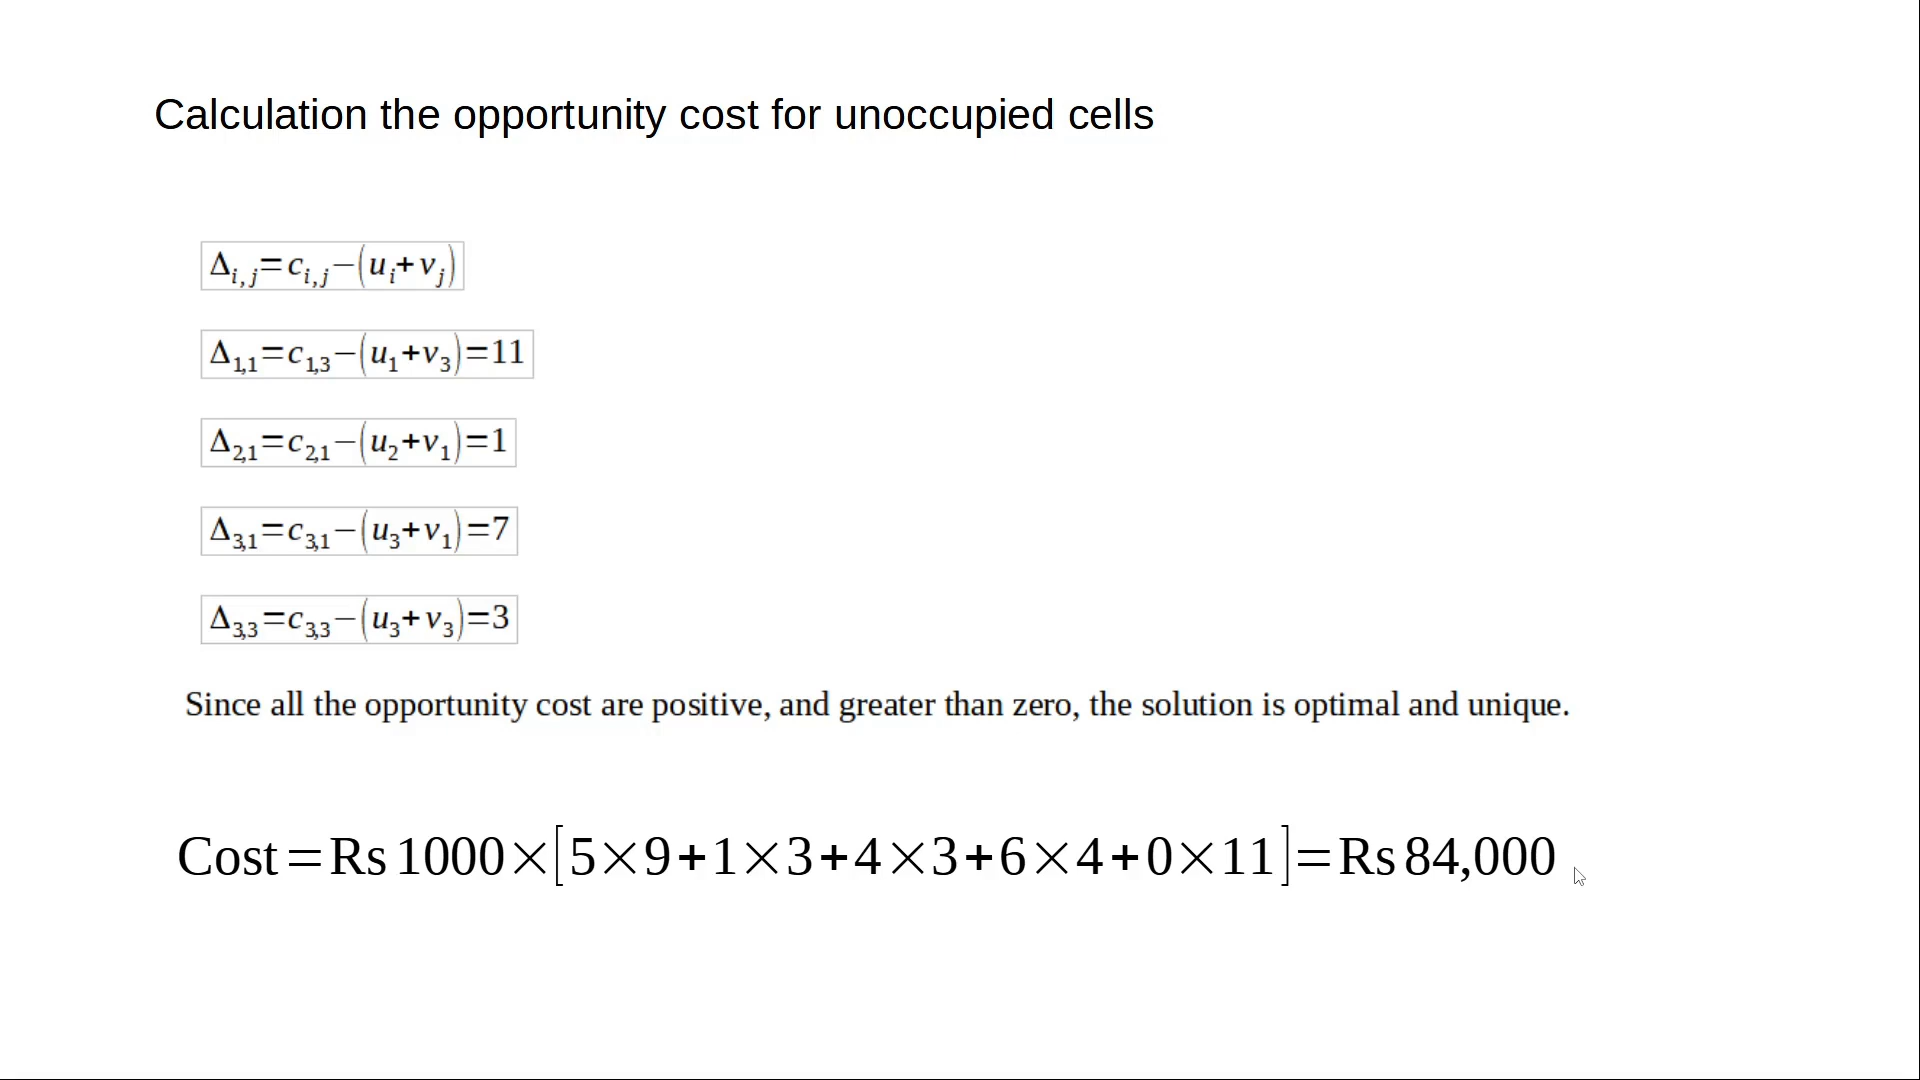 Calculation the opportunity cost for unoccupied cells
Δi,j=ci,j−(ui+vj)
Δ1,1=c1,3−(u1+v3)=11
Δ2,1=c2,1−(u2+v1)=1
Δ3,1=c3,1−(u3+v1)=7
Δ3,3=c3,3−(u3+v3)=3
Since all the opportunity cost are positive, and greater than zero, the solution is optimal and unique.
Cost=Rs 1000×[5×9+1×3+4×3+6×4+0×11]=Rs 84,000